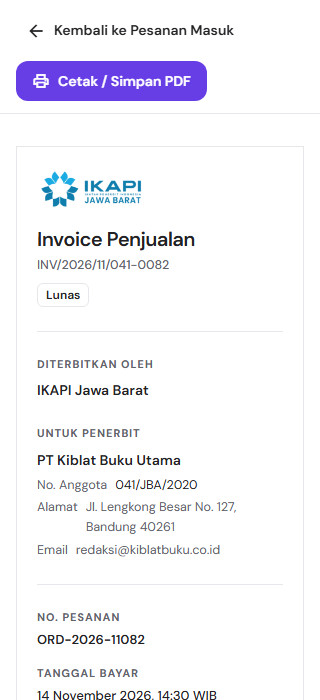 Kembali ke Pesanan Masuk
Cetak / Simpan PDF
IKAPI
IKATAN PENERBIT INDONESIA
JAWA BARAT
Invoice Penjualan
INV/2026/11/041-0082
Lunas
DITERBITKAN OLEH
IKAPI Jawa Barat
UNTUK PENERBIT
PT Kiblat Buku Utama
No. Anggota 041/JBA/2020
Alamat Jl. Lengkong Besar No. 127,
Bandung 40261
Email redaksi@kiblatbuku.co.id
NO. PESANAN
ORD-2026-11082
TANGGAL BAYAR
14 November 2026, 14:30 WIB